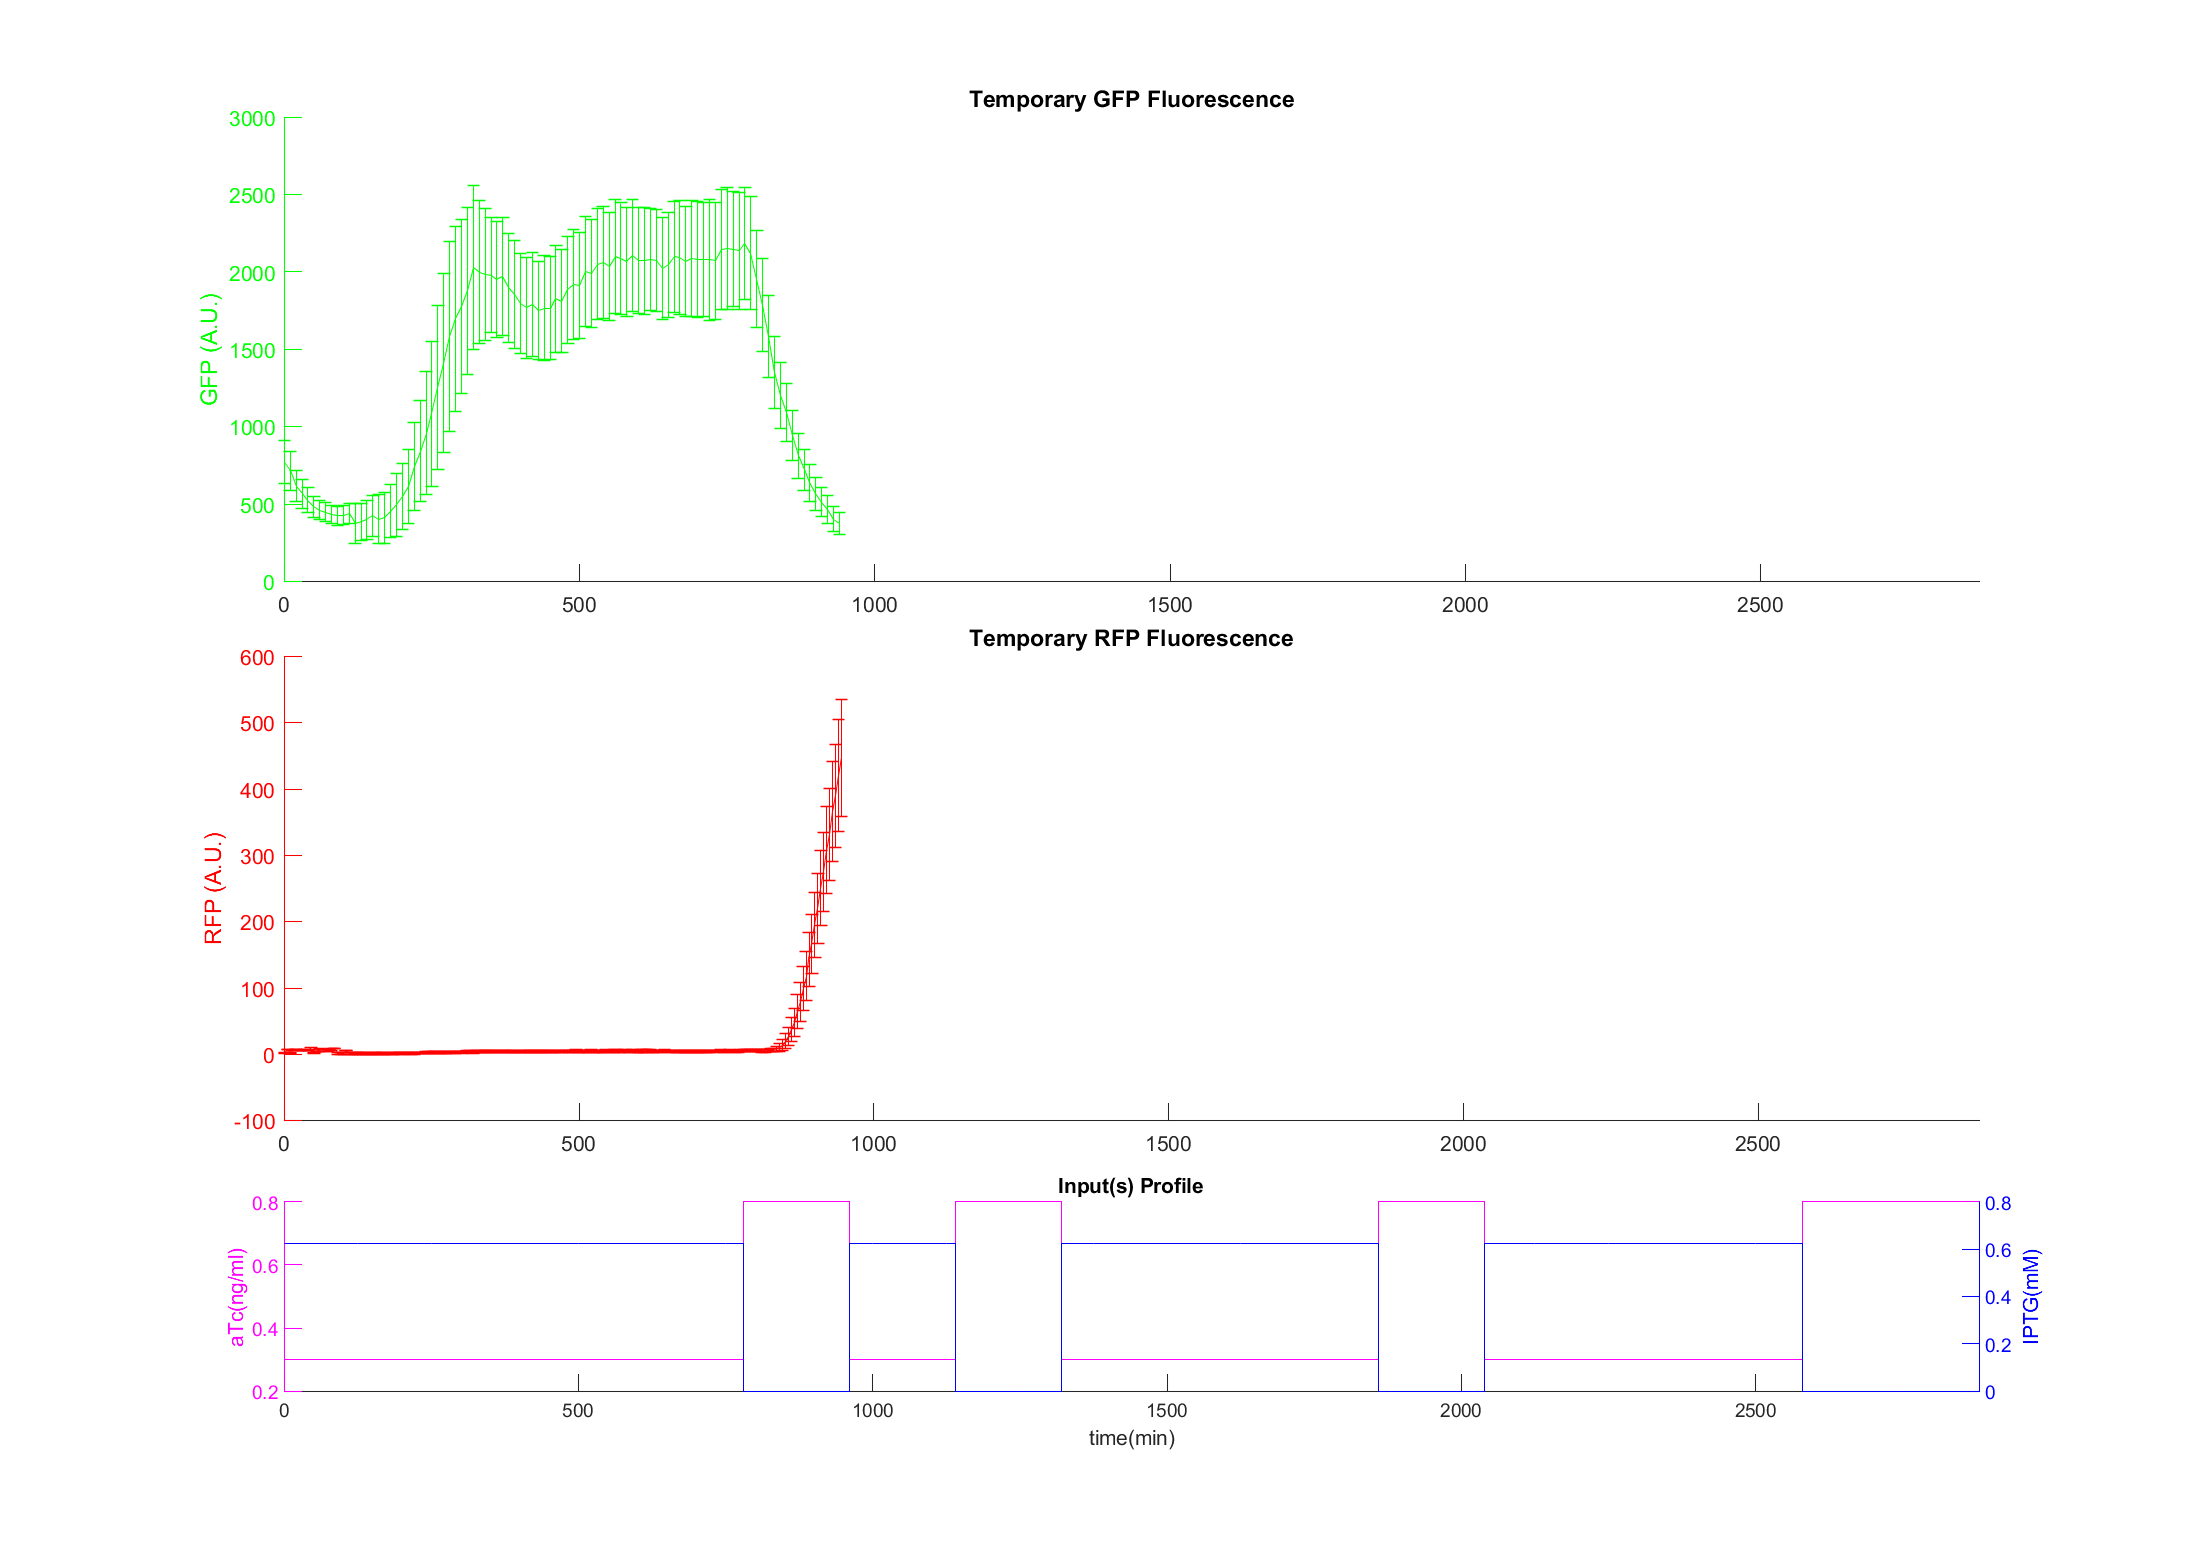 Temporary GFP Fluorescence
3000
2500
2000
1500
1000
500
0
GFP (A.U.)
0 500 1000 1500 2000 2500
Temporary RFP Fluorescence
600
500
400
300
200
100
0
-100
RFP (A.U.)
0 500 1000 1500 2000 2500
Input(s) Profile
0.8
0.6
0.4
0.2
aTc(ng/ml)
0.8
0.6
0.4
0.2
0
IPTG(mM)
0 500 1000 1500 2000 2500
time(min)